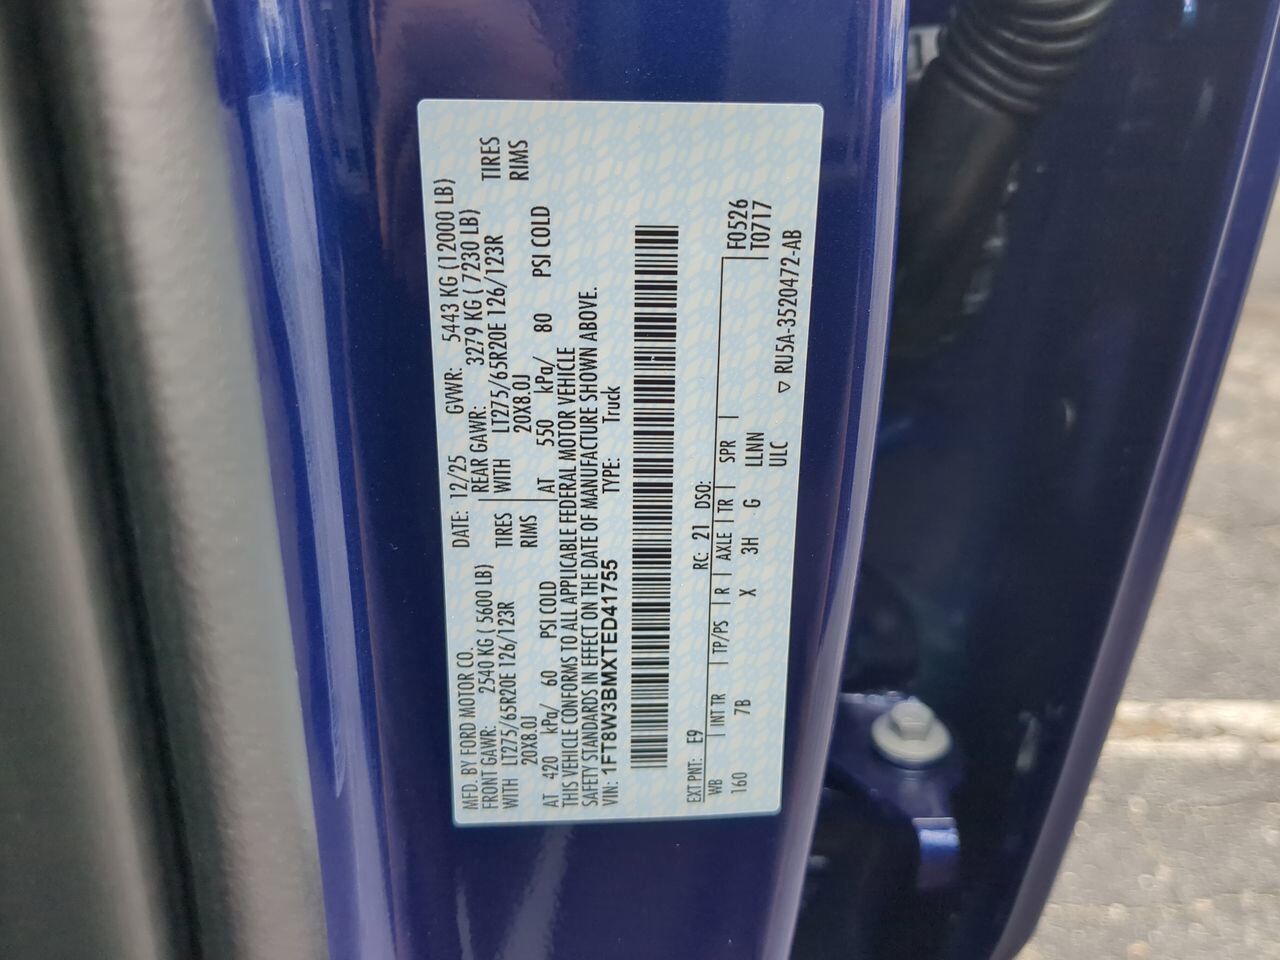 MFD. BY FORD MOTOR CO.
DATE: 12/25 GVWR: 5443 KG (12000 LB)
FRONT GAWR: 2540 KG ( 5600 LB)
REAR GAWR: 3279 KG ( 7230 LB)
WITH LT275/65R20E 126/123R TIRES
WITH LT275/65R20E 126/123R TIRES
20X8.0J RIMS
20X8.0J RIMS
AT 420 kPa/ 60 PSI COLD
AT 550 kPa/ 80 PSI COLD
THIS VEHICLE CONFORMS TO ALL APPLICABLE FEDERAL MOTOR VEHICLE
SAFETY STANDARDS IN EFFECT ON THE DATE OF MANUFACTURE SHOWN ABOVE.
VIN: 1FT8W3BMXTED41755 TYPE: Truck
EXT PNT: E9 RC: 21 DSO: F0526
WB INT TR TP/PS R AXLE TR SPR T0717
160 7B X 3H G LLNN
ULC ▽ RU5A-3520472-AB